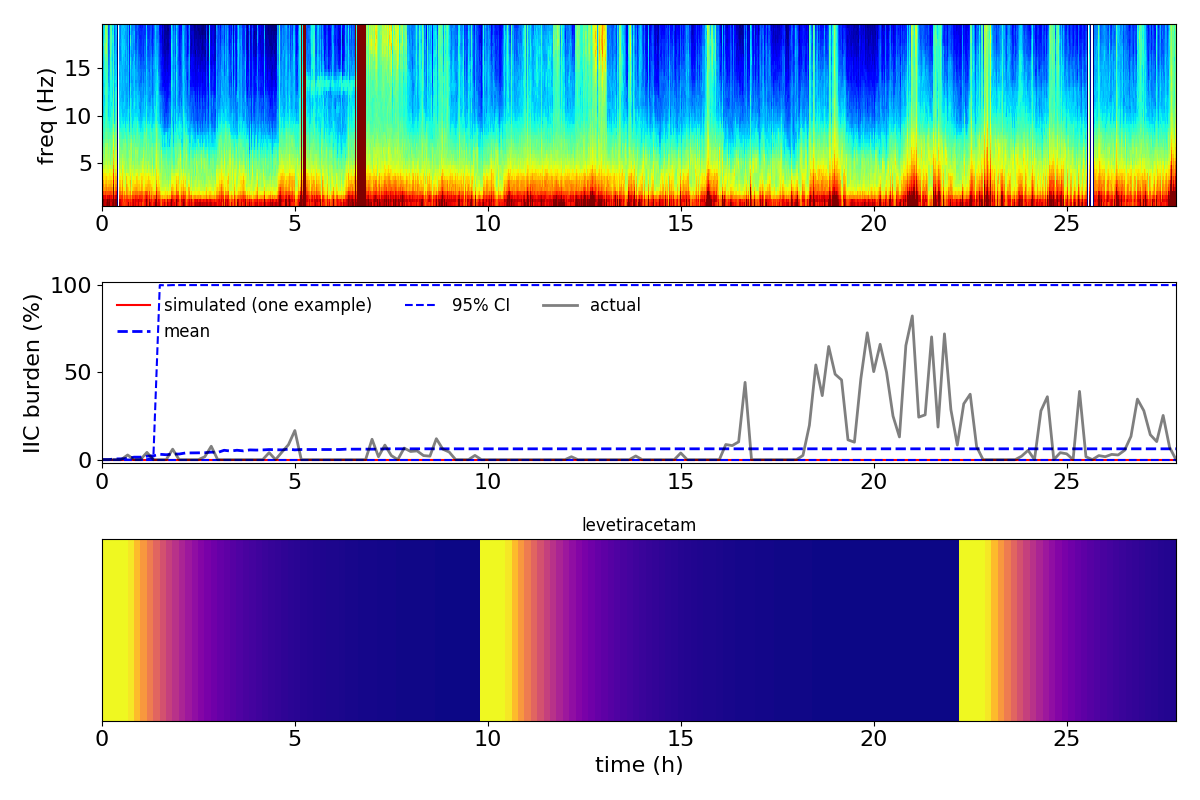 freq (Hz)
15
10
5
0 5 10 15 20 25
IIC burden (%)
100
50
0
simulated (one example) 95% CI actual
mean
0 5 10 15 20 25
levetiracetam
0 5 10 15 20 25
time (h)